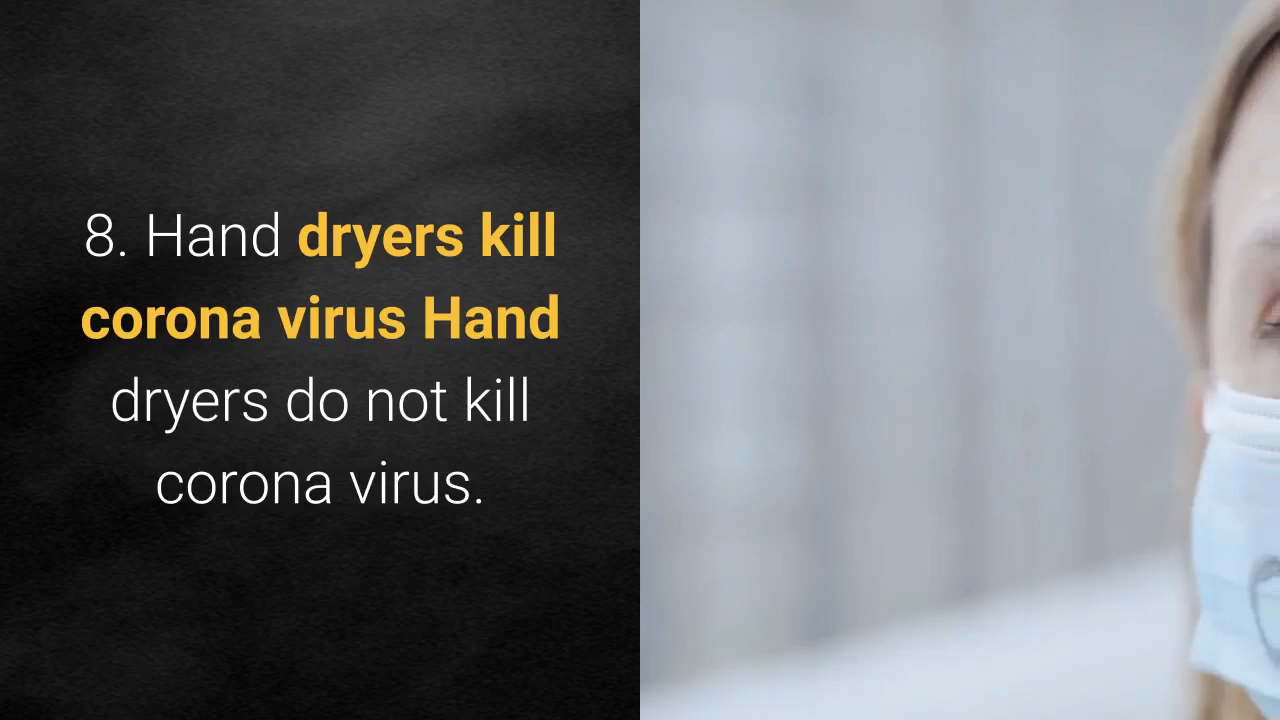 8. Hand dryers kill
corona virus Hand
dryers do not kill
corona virus.